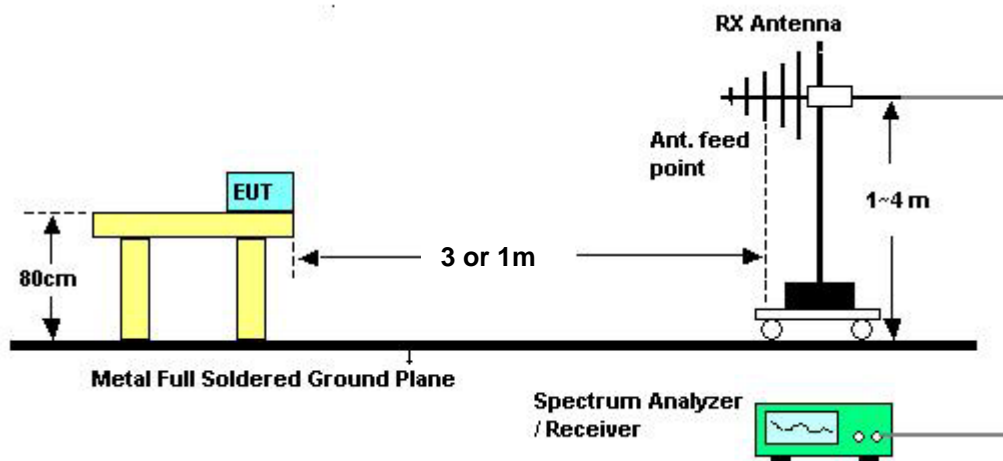 RX Antenna
Ant. feed
point
EUT
1~4 m
3 or 1m
80cm
Metal Full Soldered Ground Plane
Spectrum Analyzer
/ Receiver